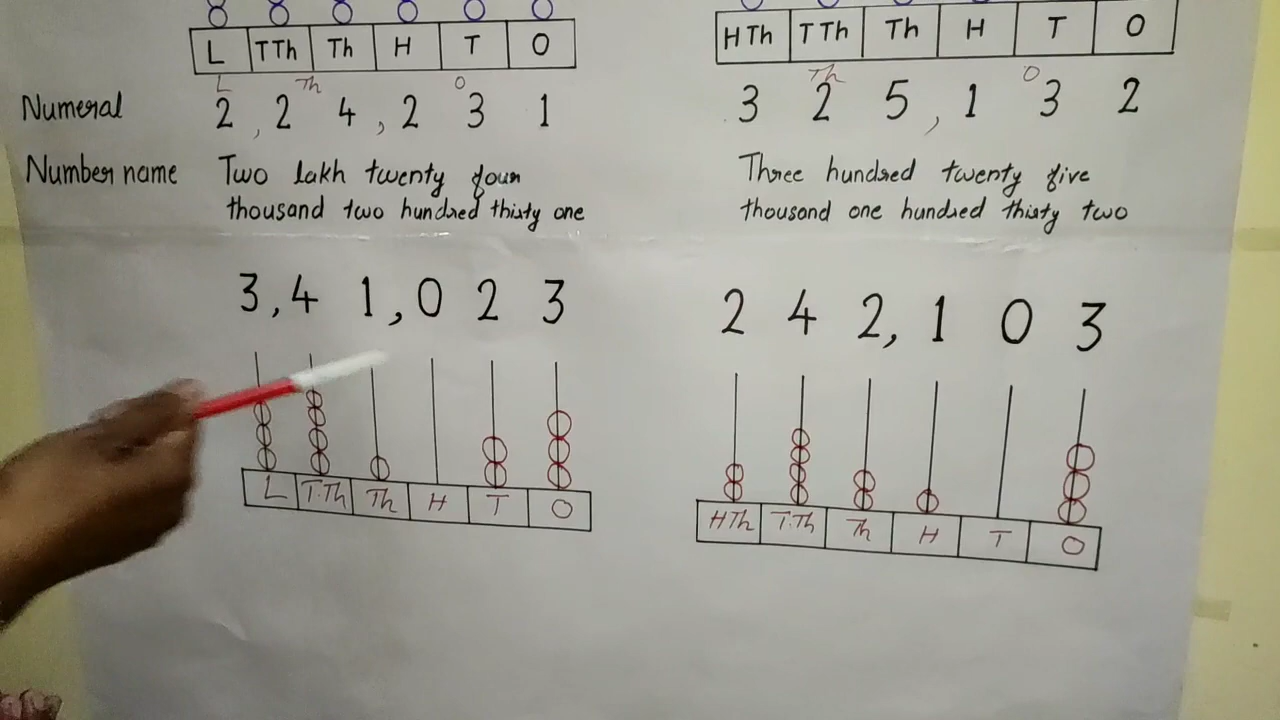 L TTh Th H T O
HTh TTh Th H T O
L Th O
Th O
Numeral 2,2 4,2 3 1
3 2 5,1 3 2
Number name Two lakh twenty four
thousand two hundred thirty one
Three hundred twenty five
thousand one hundred thirty two
3,4 1,0 2 3
2 4 2,1 0 3
L T.Th Th H T O
HTh T.Th Th H T O